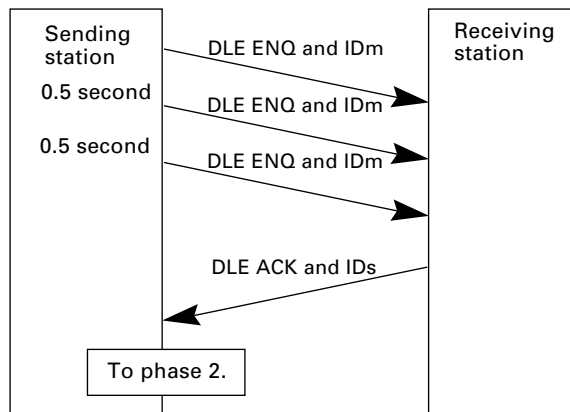 Sending
station
Receiving
station
DLE ENQ and IDm
0.5 second
DLE ENQ and IDm
0.5 second
DLE ENQ and IDm
DLE ACK and IDs
To phase 2.